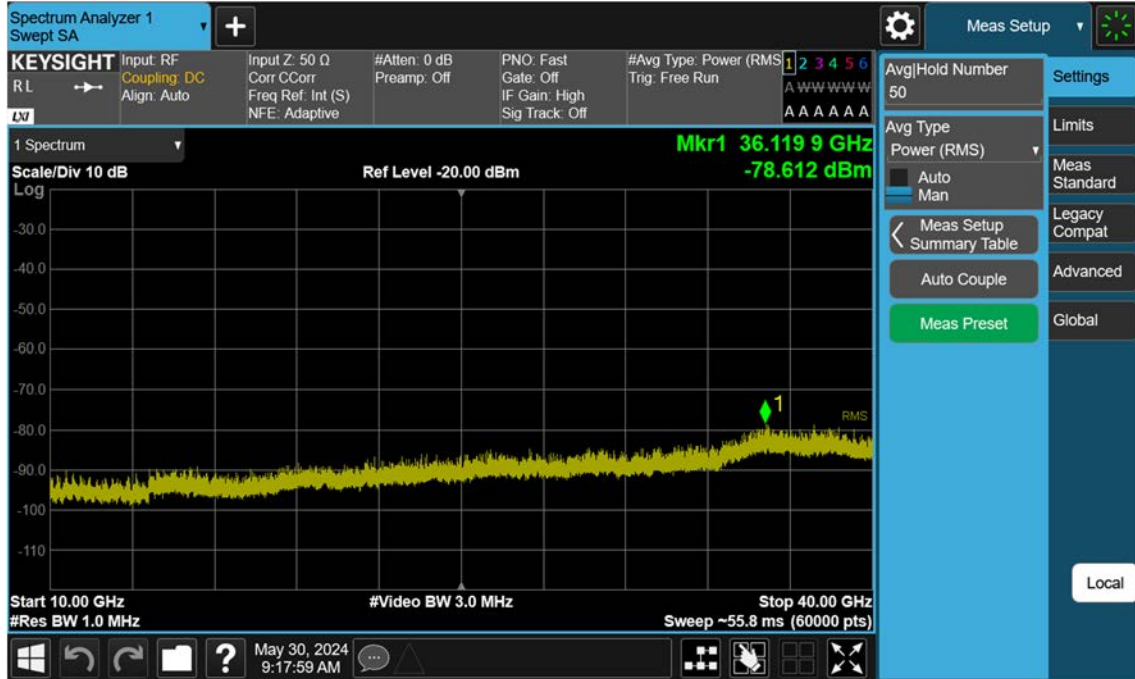 Spectrum Analyzer 1
Swept SA
Meas Setup
KEYSIGHT
R L
LXI
Input: RF
Coupling: DC
Align: Auto
Input Z: 50 Ω
Corr CCorr
Freq Ref: Int (S)
NFE: Adaptive
#Atten: 0 dB
Preamp: Off
PNO: Fast
Gate: Off
IF Gain: High
Sig Track: Off
#Avg Type: Power (RMS
Trig: Free Run
1 2 3 4 5 6
A W W W W W
A A A A A A
1 Spectrum
Scale/Div 10 dB
Ref Level -20.00 dBm
Mkr1 36.119 9 GHz
-78.612 dBm
Log
-30.0
-40.0
-50.0
-60.0
-70.0
-80.0
-90.0
-100
-110
1
RMS
Start 10.00 GHz
#Video BW 3.0 MHz
Stop 40.00 GHz
#Res BW 1.0 MHz
Sweep ~55.8 ms (60000 pts)
Avg|Hold Number
50
Avg Type
Power (RMS)
Auto
Man
Meas Setup
Summary Table
Auto Couple
Meas Preset
Settings
Limits
Meas
Standard
Legacy
Compat
Advanced
Global
Local
?
May 30, 2024
9:17:59 AM